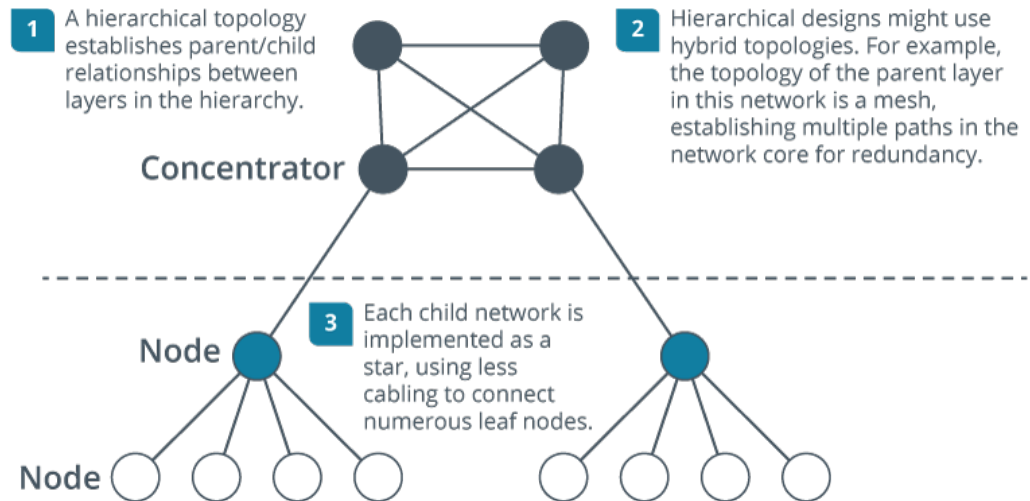 1
A hierarchical topology
establishes parent/child
relationships between
layers in the hierarchy.
2
Hierarchical designs might use
hybrid topologies. For example,
the topology of the parent layer
in this network is a mesh,
establishing multiple paths in the
network core for redundancy.
Concentrator
3
Each child network is
implemented as a
star, using less
cabling to connect
numerous leaf nodes.
Node
Node